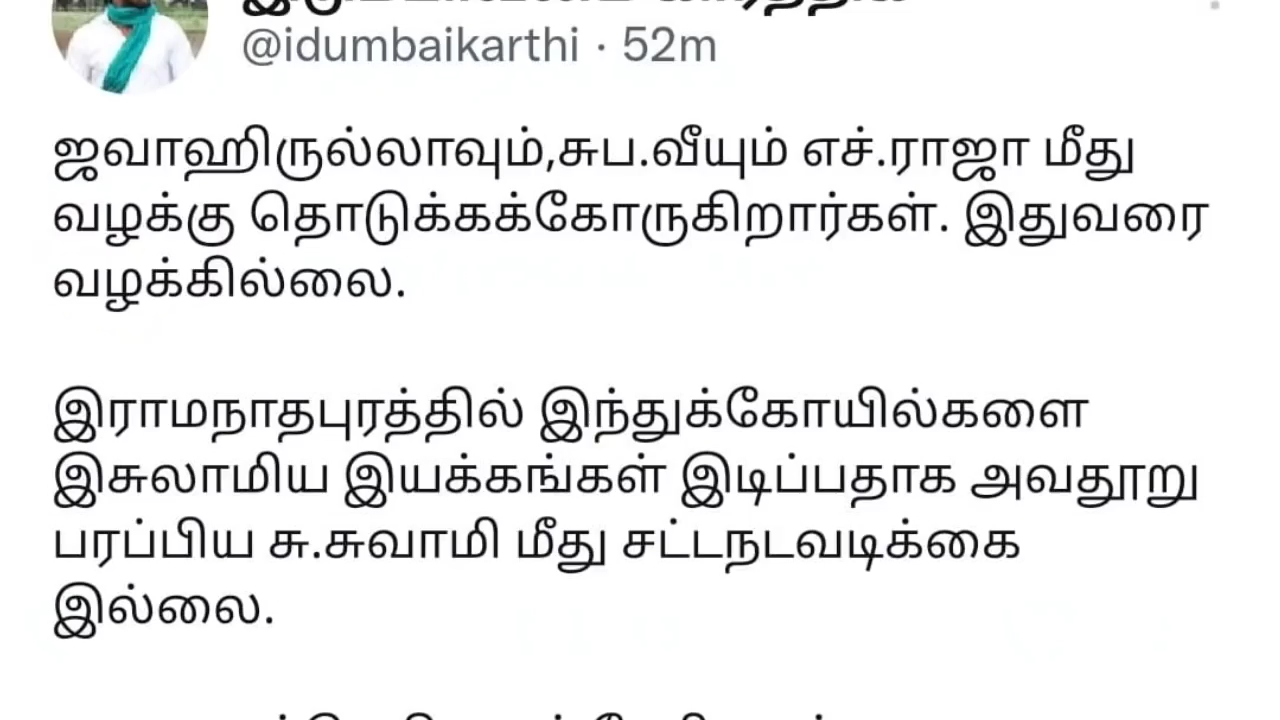 @idumbaikarthi · 52m
ஜவாஹிருல்லாவும்,சுப.வீயும் எச்.ராஜா மீது
வழக்கு தொடுக்கக்கோருகிறார்கள். இதுவரை
வழக்கில்லை.
இராமநாதபுரத்தில் இந்துக்கோயில்களை
இசுலாமிய இயக்கங்கள் இடிப்பதாக அவதூறு
பரப்பிய சு.சுவாமி மீது சட்டநடவடிக்கை
இல்லை.